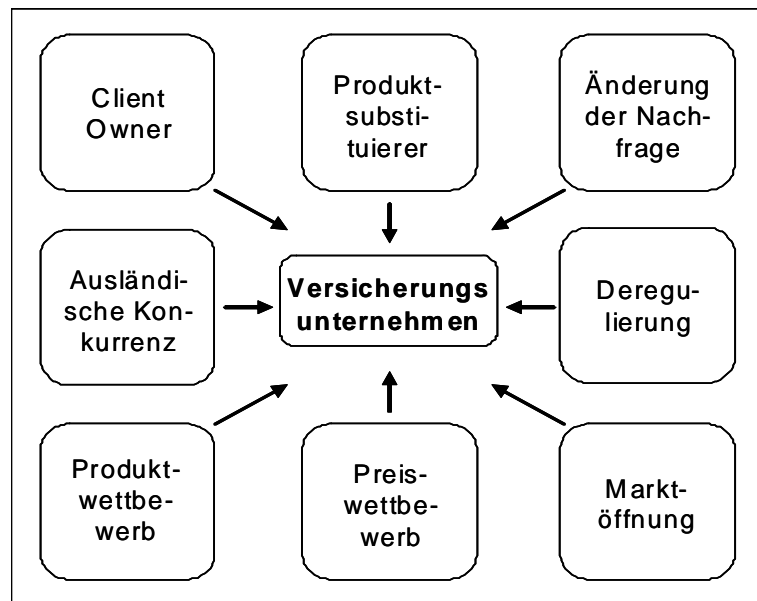 Client
Owner
Produkt-
substi-
tuierer
Änderung
der Nach-
frage
Ausländi-
sche Kon-
kurrenz
Versicherungs
unternehmen
Deregu-
lierung
Produkt-
wettbe-
werb
Preis-
wettbe-
werb
Markt-
öffnung